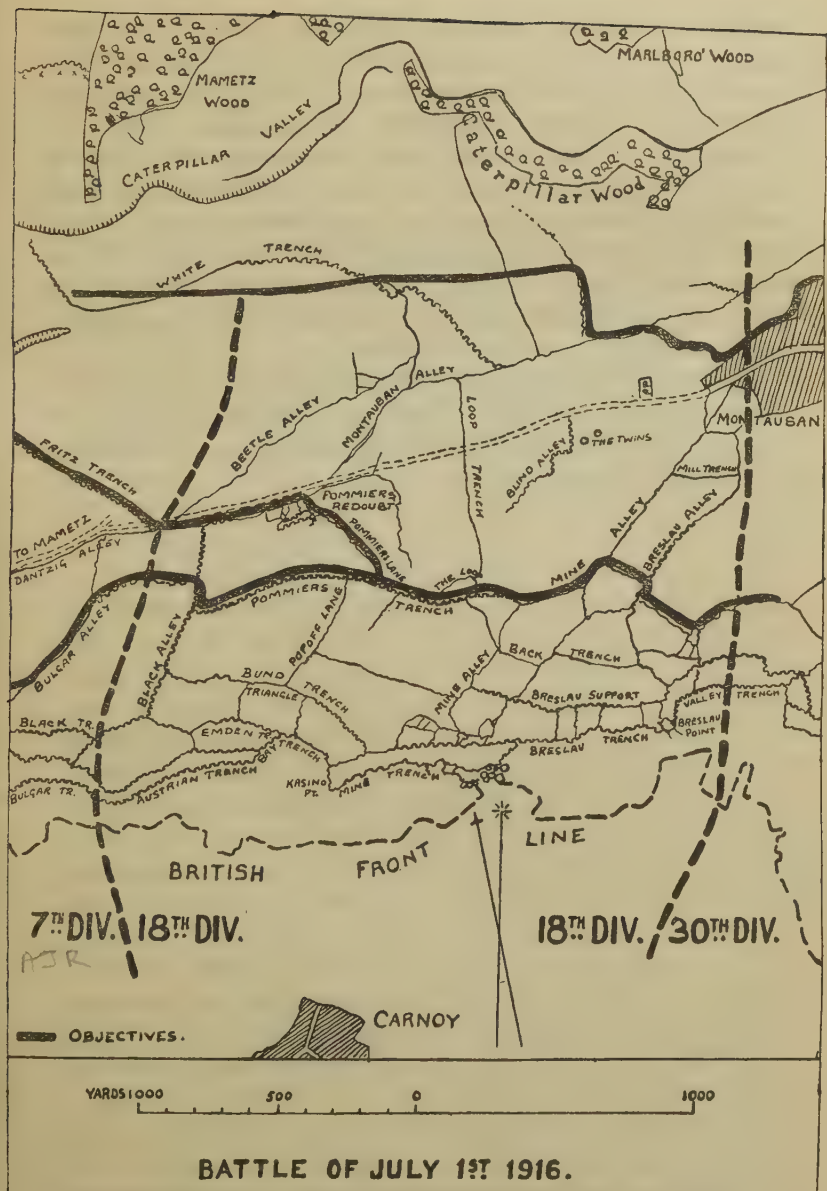 MAMETZ
WOOD
MARLBORO' WOOD
CATERPILLAR VALLEY
Caterpillar Wood
WHITE TRENCH
BEETLE ALLEY
MONTAUBAN ALLEY
LOOP TRENCH
BLIND ALLEY
THE TWINS
MONTAUBAN
MILL TRENCH
FRITZ TRENCH
TO MAMETZ
DANTZIG ALLEY
POMMIERS
REDOUBT
POMMIERS LANE
THE LOOP
MINE ALLEY
BRESLAU ALLEY
BULGAR ALLEY
BLACK ALLEY
POMMIERS TRENCH
POPOFF LANE
MINE ALLEY
BACK TRENCH
BUND TRENCH
TRIANGLE
BRESLAU SUPPORT
VALLEY TRENCH
BRESLAU
POINT
BLACK TR.
EMDEN TR.
BAY TRENCH
BRESLAU TRENCH
BULGAR TR.
AUSTRIAN TRENCH
KASINO
PT.
MINE TRENCH
BRITISH FRONT LINE
7TH DIV. 18TH DIV.
18TH DIV. 30TH DIV.
AJR
CARNOY
OBJECTIVES.
YARDS 1000 500 0 1000
BATTLE OF JULY 1ST 1916.